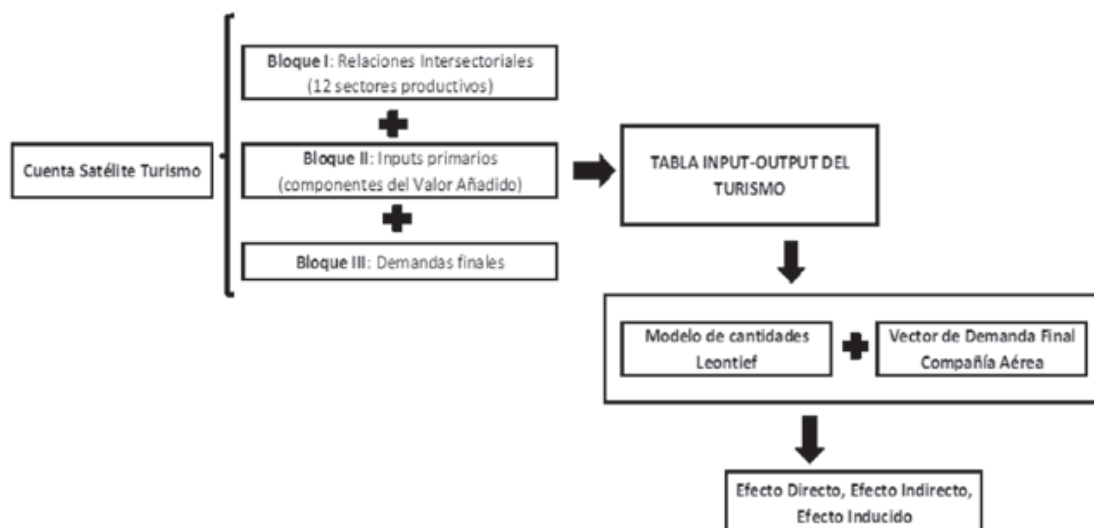 Bloque I: Relaciones Intersectoriales
(12 sectores productivos)
Cuenta Satélite Turismo
Bloque II: Inputs primarios
(componentes del Valor Añadido)
Bloque III: Demandas finales
TABLA INPUT-OUTPUT DEL
TURISMO
Modelo de cantidades
Leontief
Vector de Demanda Final
Compañía Aérea
Efecto Directo, Efecto Indirecto,
Efecto Inducido